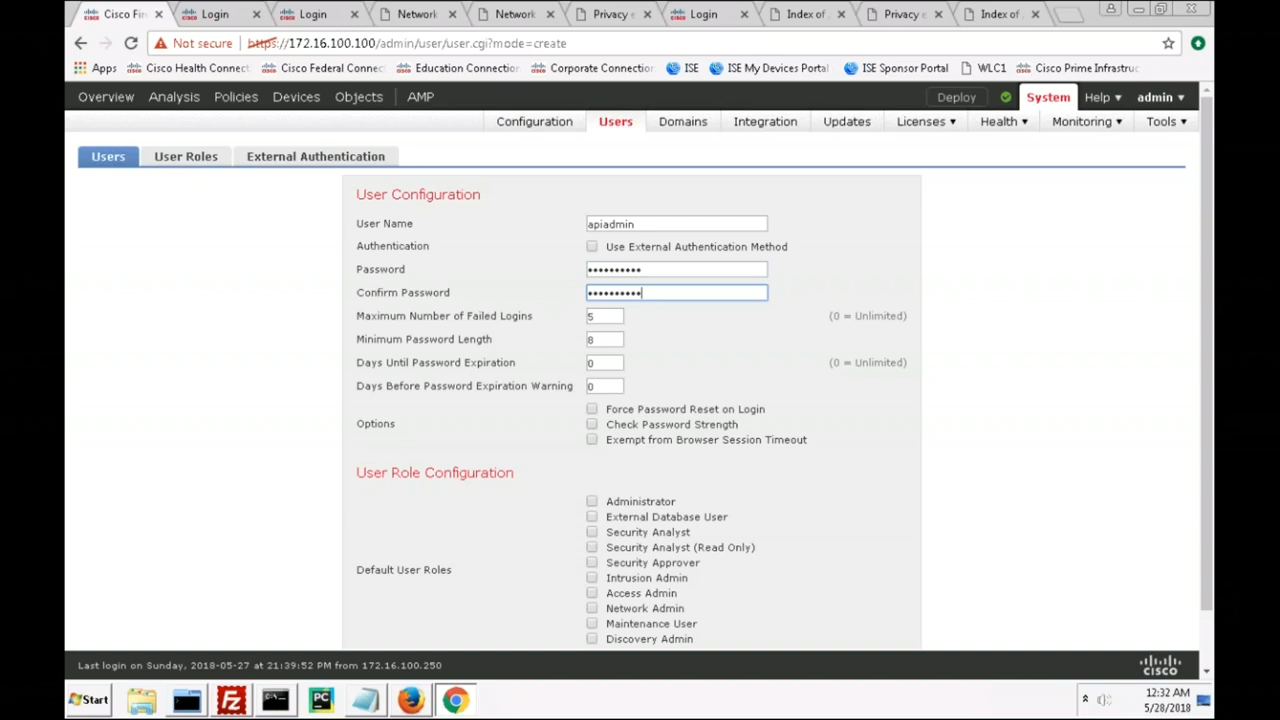 Cisco Fir
Login
Login
Network
Network
Privacy e
Login
Index of
Privacy e
Index of
Not secure
https://172.16.100.100/admin/user/user.cgi?mode=create
Apps
Cisco Health Connect
Cisco Federal Connec
Education Connection
Corporate Connection
ISE
ISE My Devices Portal
ISE Sponsor Portal
WLC1
Cisco Prime Infrastruc
Overview Analysis Policies Devices Objects AMP Deploy System Help admin
Configuration Users Domains Integration Updates Licenses Health Monitoring Tools
Users User Roles External Authentication
User Configuration
User Name apiadmin
Authentication Use External Authentication Method
Password ••••••••••
Confirm Password ••••••••••
Maximum Number of Failed Logins 5 (0 = Unlimited)
Minimum Password Length 8
Days Until Password Expiration 0 (0 = Unlimited)
Days Before Password Expiration Warning 0
Force Password Reset on Login
Options Check Password Strength
Exempt from Browser Session Timeout
User Role Configuration
Administrator
External Database User
Security Analyst
Security Analyst (Read Only)
Security Approver
Default User Roles
Intrusion Admin
Access Admin
Network Admin
Maintenance User
Discovery Admin
Last login on Sunday, 2018-05-27 at 21:39:52 PM from 172.16.100.250
CISCO
Start
FZ
PC
12:32 AM
5/28/2018